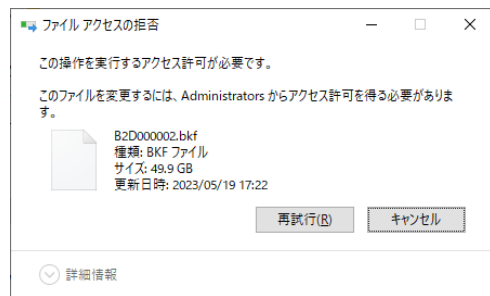 ファイル アクセスの拒否
この操作を実行するアクセス許可が必要です。
このファイルを変更するには、Administrators からアクセス許可を得る必要がありま
す。
B2D000002.bkf
種類: BKF ファイル
サイズ: 49.9 GB
更新日時: 2023/05/19 17:22
再試行(R)
キャンセル
詳細情報